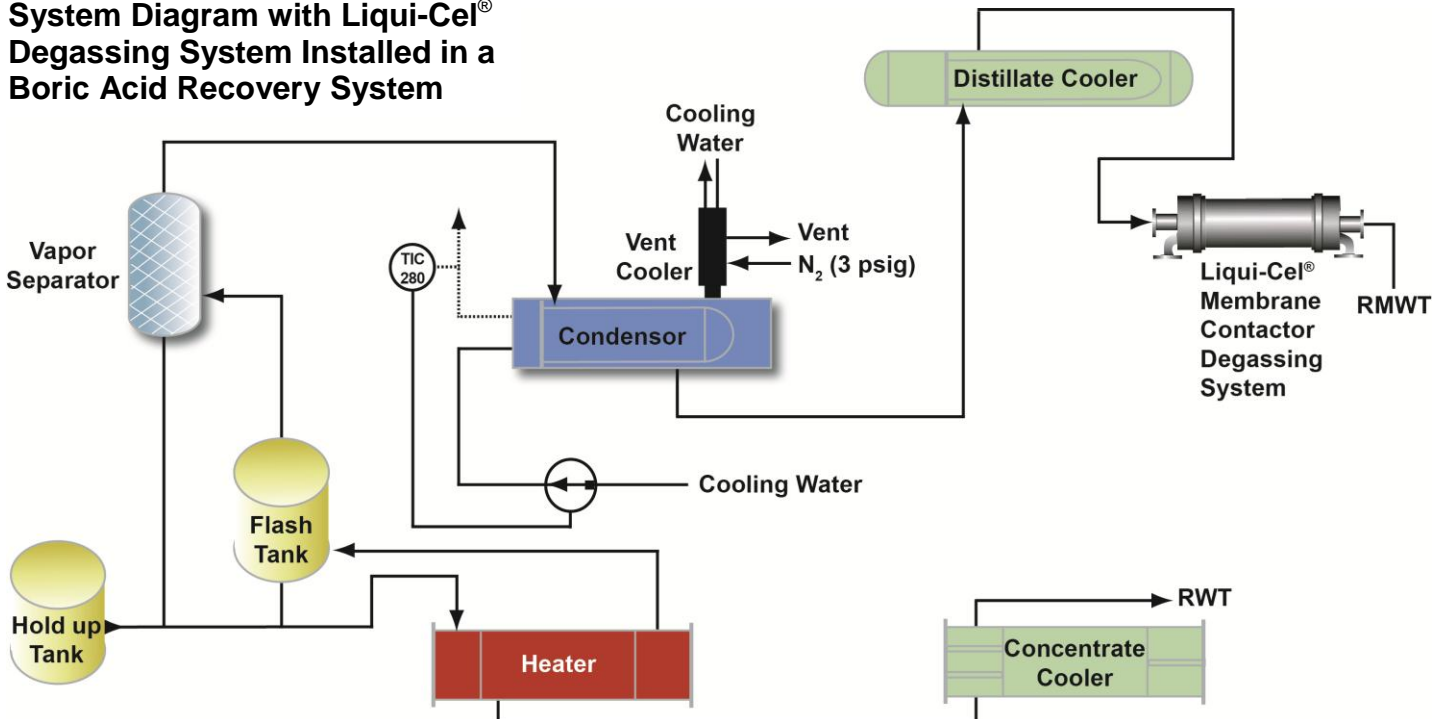 System Diagram with Liqui-Cel®
Degassing System Installed in a
Boric Acid Recovery System
Distillate Cooler
Cooling
Water
Vapor
Separator
TIC
280
Vent
Cooler
Vent
N₂ (3 psig)
Condensor
Liqui-Cel®
Membrane
Contactor
Degassing
System
RMWT
Cooling Water
Flash
Tank
Hold up
Tank
Heater
RWT
Concentrate
Cooler